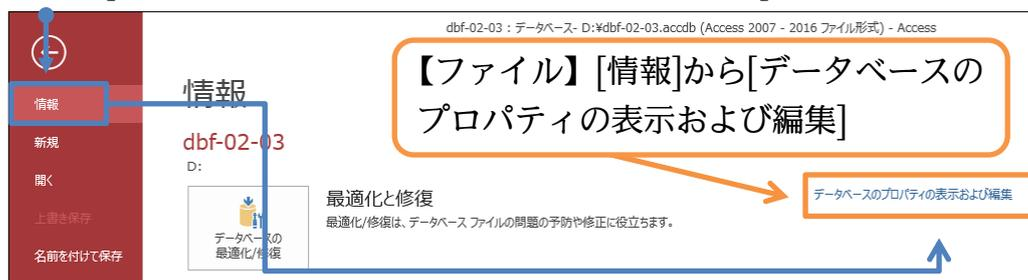 dbf-02-03 : データベース- D:¥dbf-02-03.accdb (Access 2007 - 2016 ファイル形式) - Access
【ファイル】[情報]から[データベースの
プロパティの表示および編集]
情報
新規
開く
上書き保存
名前を付けて保存
情報
dbf-02-03
D:
データベースの
最適化/修復
最適化と修復
最適化/修復は、データベース ファイルの問題の予防や修正に役立ちます。
データベースのプロパティの表示および編集